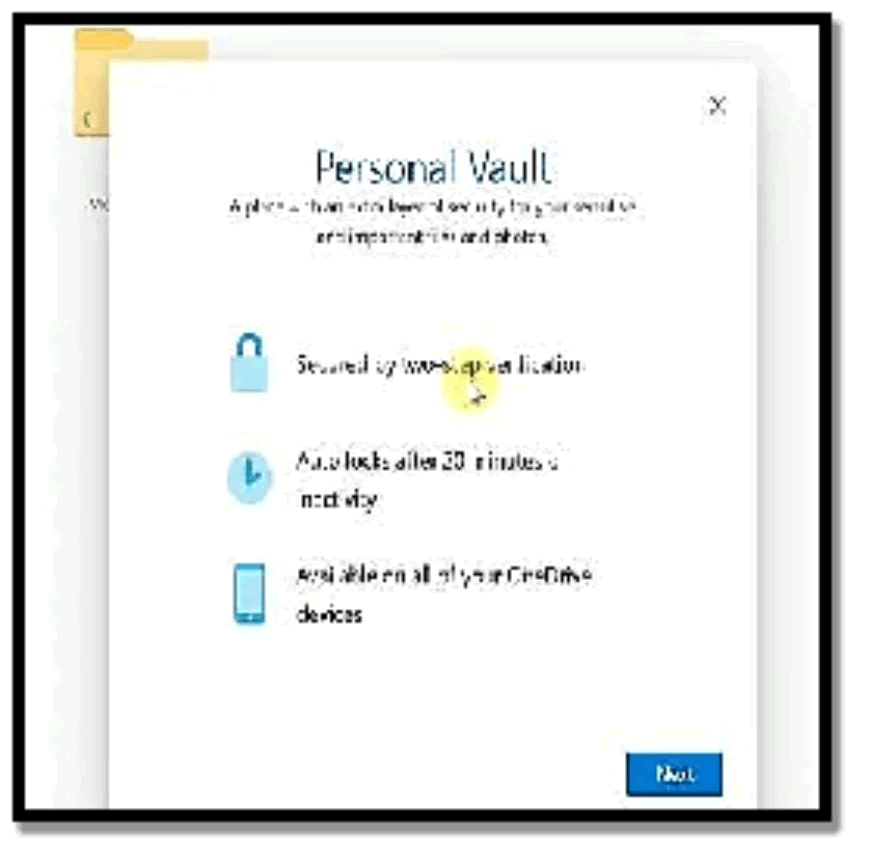 Personal Vault
A place with an extra layer of security for your sensitive
and important files and photos.
Secured by two-step verification
Auto locks after 20 minutes of
inactivity
Available on all of your OneDrive
devices
Next